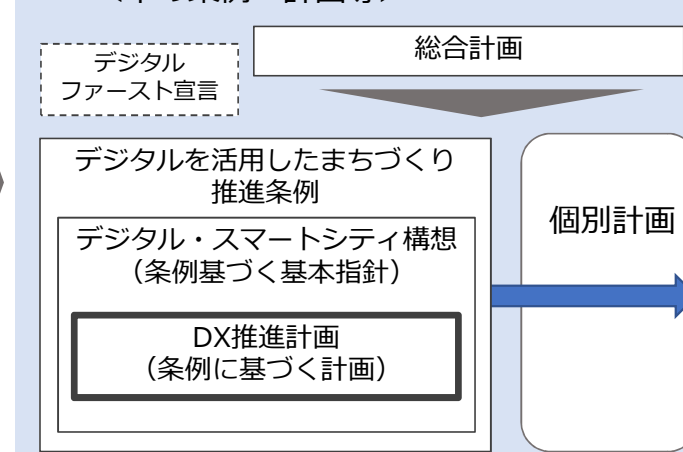 デジタル
ファースト宣言
総合計画
デジタルを活用したまちづくり
推進条例
デジタル・スマートシティ構想
（条例基づく基本指針）
DX推進計画
（条例に基づく計画）
個別計画